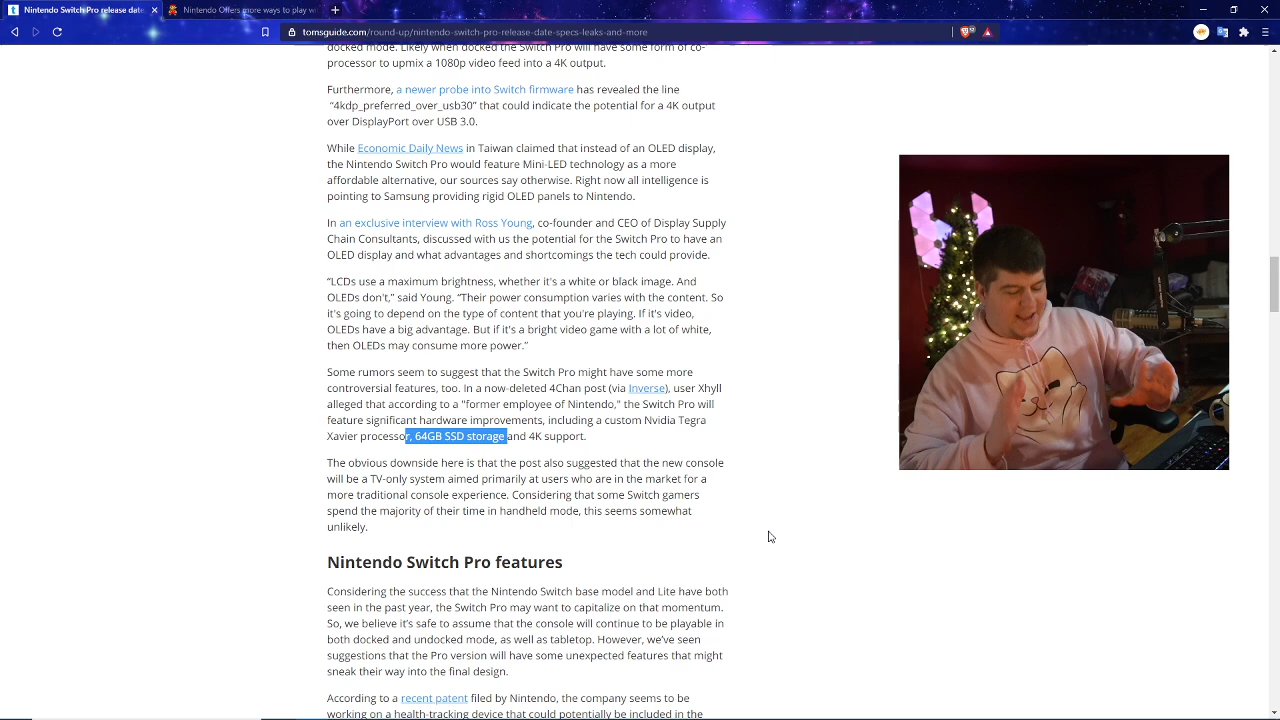 Nintendo Switch Pro release date
Nintendo Offers more ways to play wi
tomsguide.com/round-up/nintendo-switch-pro-release-date-specs-leaks-and-more
docked mode. Likely when docked the Switch Pro will have some form of co-
processor to upmix a 1080p video feed into a 4K output.
Furthermore, a newer probe into Switch firmware has revealed the line
“4kdp_preferred_over_usb30” that could indicate the potential for a 4K output
over DisplayPort over USB 3.0.
While Economic Daily News in Taiwan claimed that instead of an OLED display,
the Nintendo Switch Pro would feature Mini-LED technology as a more
affordable alternative, our sources say otherwise. Right now all intelligence is
pointing to Samsung providing rigid OLED panels to Nintendo.
In an exclusive interview with Ross Young, co-founder and CEO of Display Supply
Chain Consultants, discussed with us the potential for the Switch Pro to have an
OLED display and what advantages and shortcomings the tech could provide.
“LCDs use a maximum brightness, whether it's a white or black image. And
OLEDs don't,” said Young. “Their power consumption varies with the content. So
it's going to depend on the type of content that you’re playing. If it's video,
OLEDs have a big advantage. But if it's a bright video game with a lot of white,
then OLEDs may consume more power.”
Some rumors seem to suggest that the Switch Pro might have some more
controversial features, too. In a now-deleted 4Chan post (via Inverse), user Xhyll
alleged that according to a "former employee of Nintendo," the Switch Pro will
feature significant hardware improvements, including a custom Nvidia Tegra
Xavier processor, 64GB SSD storage and 4K support.
The obvious downside here is that the post also suggested that the new console
will be a TV-only system aimed primarily at users who are in the market for a
more traditional console experience. Considering that some Switch gamers
spend the majority of their time in handheld mode, this seems somewhat
unlikely.
Nintendo Switch Pro features
Considering the success that the Nintendo Switch base model and Lite have both
seen in the past year, the Switch Pro may want to capitalize on that momentum.
So, we believe it’s safe to assume that the console will continue to be playable in
both docked and undocked mode, as well as tabletop. However, we’ve seen
suggestions that the Pro version will have some unexpected features that might
sneak their way into the final design.
According to a recent patent filed by Nintendo, the company seems to be
working on a health-tracking device that could potentially be included in the